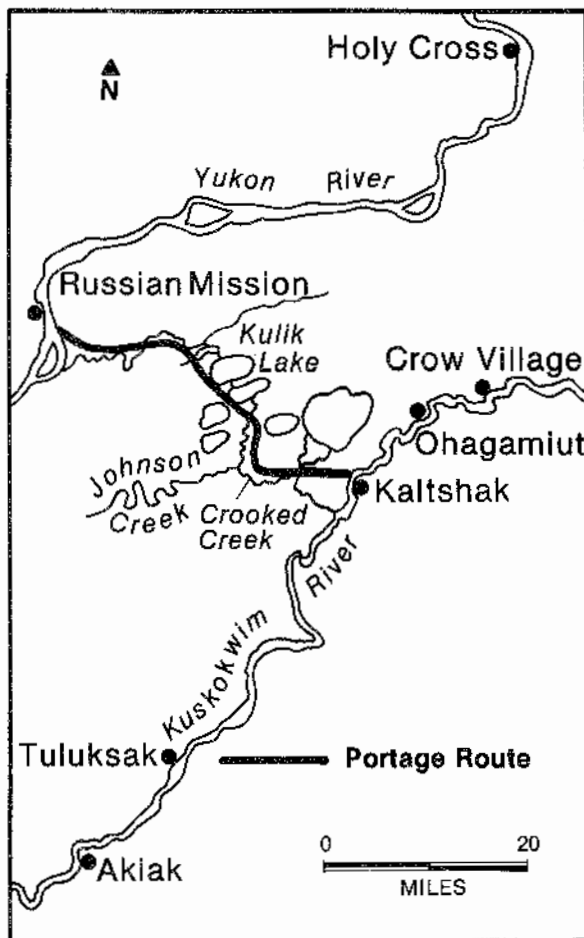 Holy Cross
N
Yukon River
Russian Mission
Kulik
Lake
Crow Village
Ohagamiut
Johnson
Creek
Kaltshak
Crooked
Creek
River
Kuskokwim
Tuluksak
Portage Route
0 20
Akiak
MILES